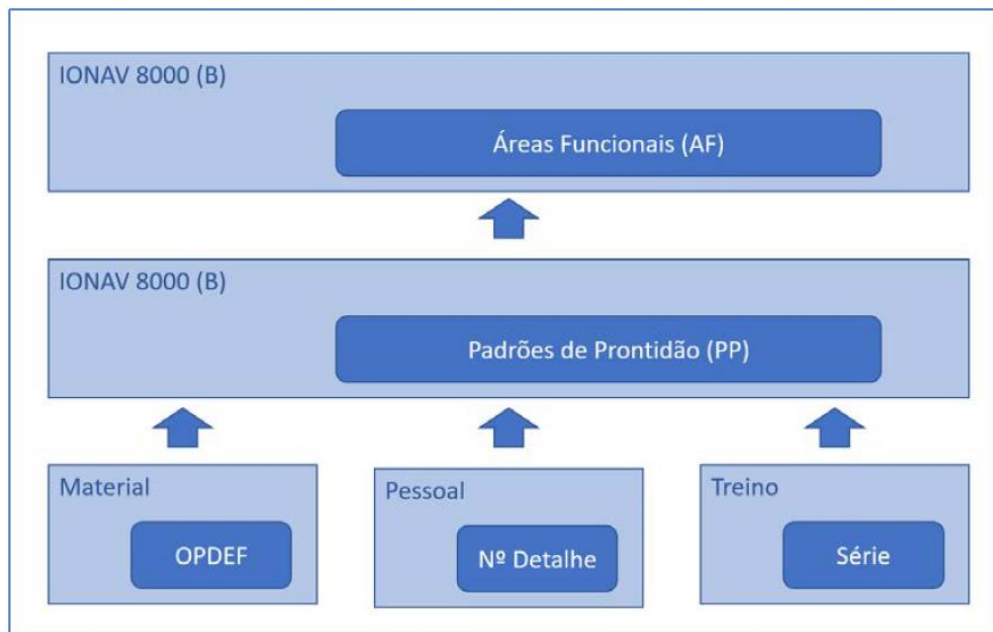 IONAV 8000 (B)
Áreas Funcionais (AF)
IONAV 8000 (B)
Padrões de Prontidão (PP)
Material
OPDEF
Pessoal
Nº Detalhe
Treino
Série